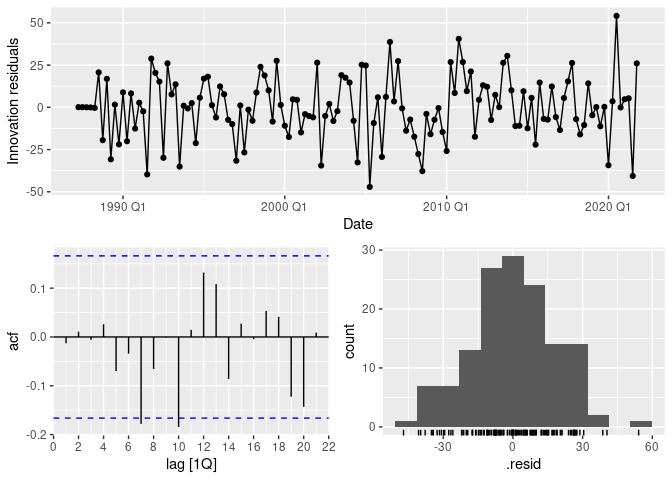 50
25
0
-25
-50
Innovation residuals
1990 Q1 2000 Q1 2010 Q1 2020 Q1
Date
0.1
0.0
-0.1
-0.2
acf
0 2 4 6 8 10 12 14 16 18 20 22
lag [1Q]
30
20
10
0
count
-30 0 30 60
.resid